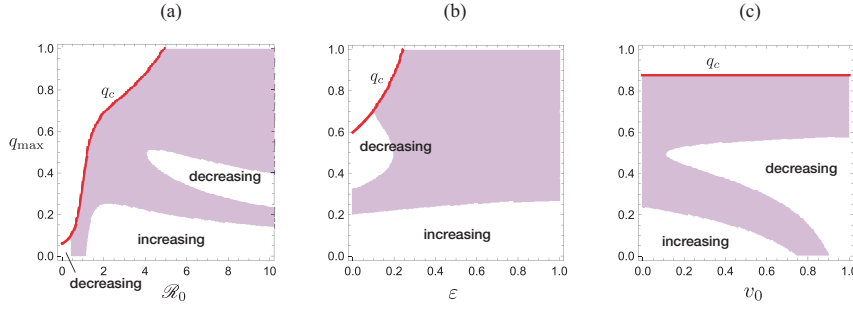 (a) (b) (c)
1.0 1.0 1.0
q_c q_c q_c
0.8 0.8 0.8
q_max 0.6 0.6 0.6
decreasing
decreasing decreasing
0.4 0.4 0.4
0.2 0.2 0.2
increasing increasing increasing
0.0 0.0 0.0
0 2 4 6 8 10 0.0 0.2 0.4 0.6 0.8 1.0 0.0 0.2 0.4 0.6 0.8 1.0
decreasing
ℛ_0 ε v_0